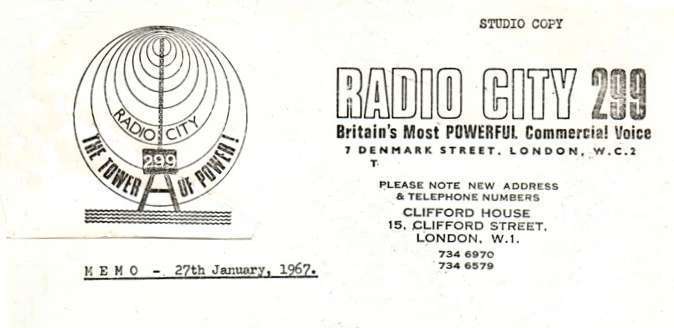 STUDIO COPY
RADIO CITY
299
THE TOWER OF POWER!
RADIO CITY 299
Britain's Most POWERFUL Commercial Voice
7 DENMARK STREET, LONDON, W.C.2
T
PLEASE NOTE NEW ADDRESS
& TELEPHONE NUMBERS
CLIFFORD HOUSE
15, CLIFFORD STREET,
LONDON, W.1.
734 6970
734 6579
MEMO - 27th January, 1967.